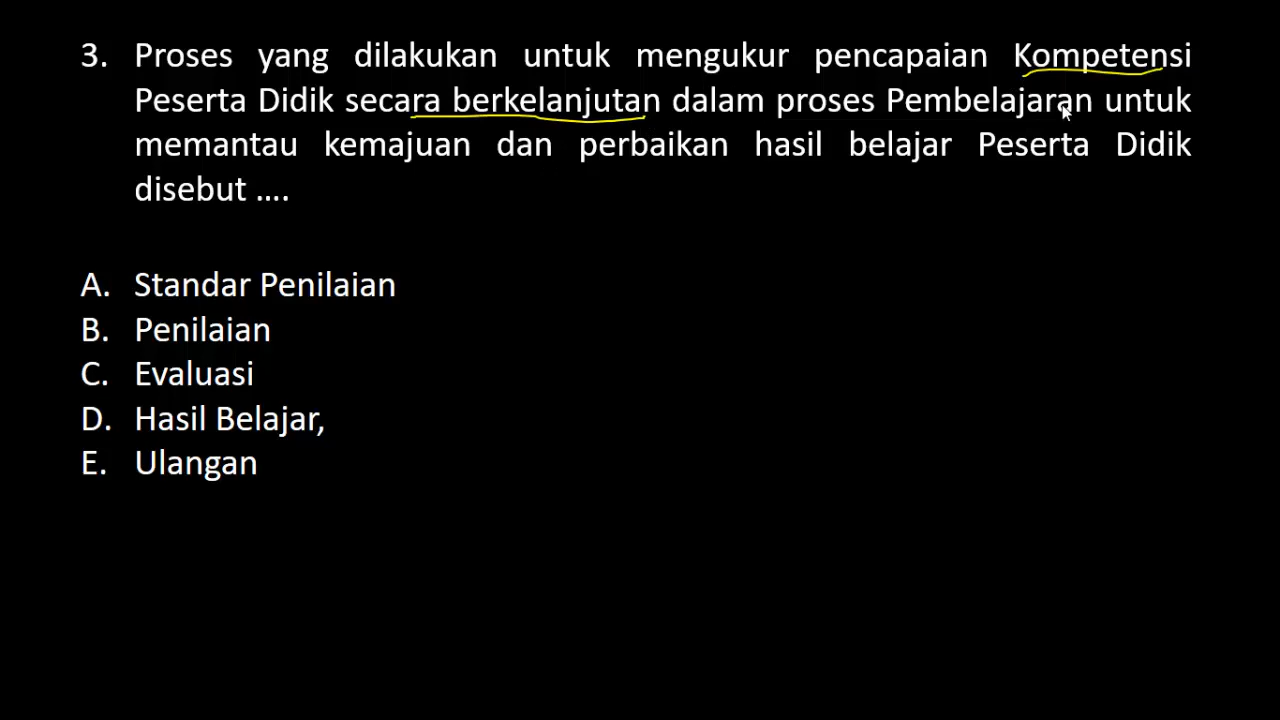 3. Proses yang dilakukan untuk mengukur pencapaian Kompetensi
Peserta Didik secara berkelanjutan dalam proses Pembelajaran untuk
memantau kemajuan dan perbaikan hasil belajar Peserta Didik
disebut ....
A. Standar Penilaian
B. Penilaian
C. Evaluasi
D. Hasil Belajar,
E. Ulangan